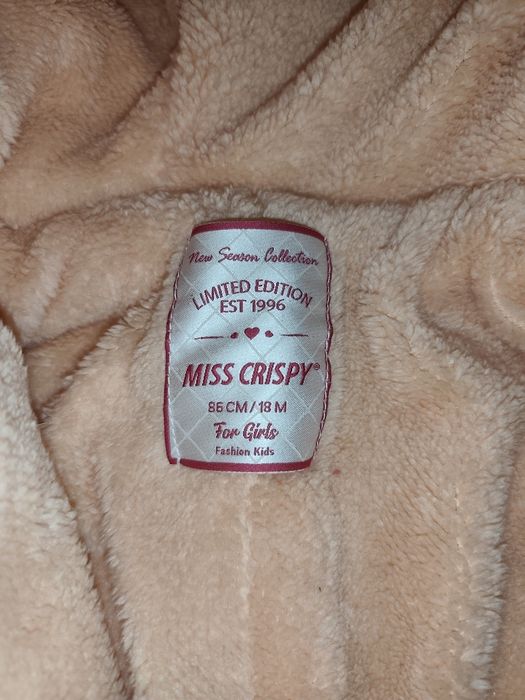 New Season Collection
LIMITED EDITION
EST 1996
MISS CRISPY®
86 CM / 18 M
For Girls
Fashion Kids